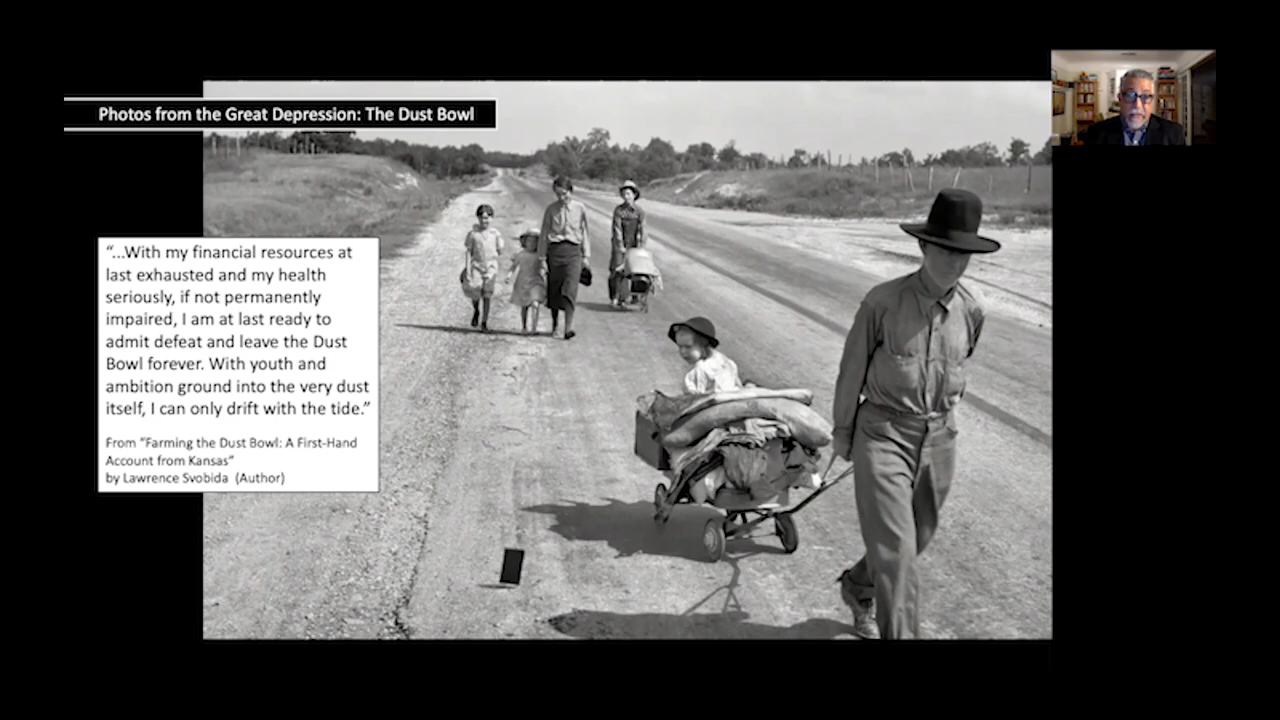 Photos from the Great Depression: The Dust Bowl
“...With my financial resources at
last exhausted and my health
seriously, if not permanently
impaired, I am at last ready to
admit defeat and leave the Dust
Bowl forever. With youth and
ambition ground into the very dust
itself, I can only drift with the tide.”
From “Farming the Dust Bowl: A First-Hand
Account from Kansas”
by Lawrence Svobida (Author)